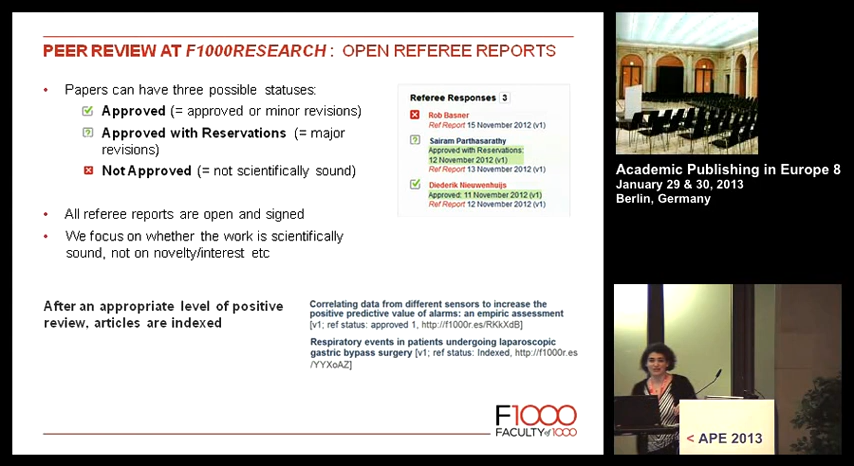 PEER REVIEW AT F1000RESEARCH : OPEN REFEREE REPORTS
• Papers can have three possible statuses:
Approved (= approved or minor revisions)
Approved with Reservations (= major
revisions)
Not Approved (= not scientifically sound)
• All referee reports are open and signed
• We focus on whether the work is scientifically
sound, not on novelty/interest etc
Referee Responses 3
Rob Basner
Ref Report 15 November 2012 (v1)
Sairam Parthasarathy
Approved with Reservations:
12 November 2012 (v1)
Ref Report 13 November 2012 (v1)
Diederik Nieuwenhuijs
Approved: 11 November 2012 (v1)
Ref Report 12 November 2012 (v1)
After an appropriate level of positive
review, articles are indexed
Correlating data from different sensors to increase the
positive predictive value of alarms: an empiric assessment
[v1; ref status: approved 1, http://f1000r.es/RKkXdB]
Respiratory events in patients undergoing laparoscopic
gastric bypass surgery [v1; ref status: Indexed, http://f1000r.es
/YYXoAZ]
F1000
FACULTY of 1000
Academic Publishing in Europe 8
January 29 & 30, 2013
Berlin, Germany
< APE 2013